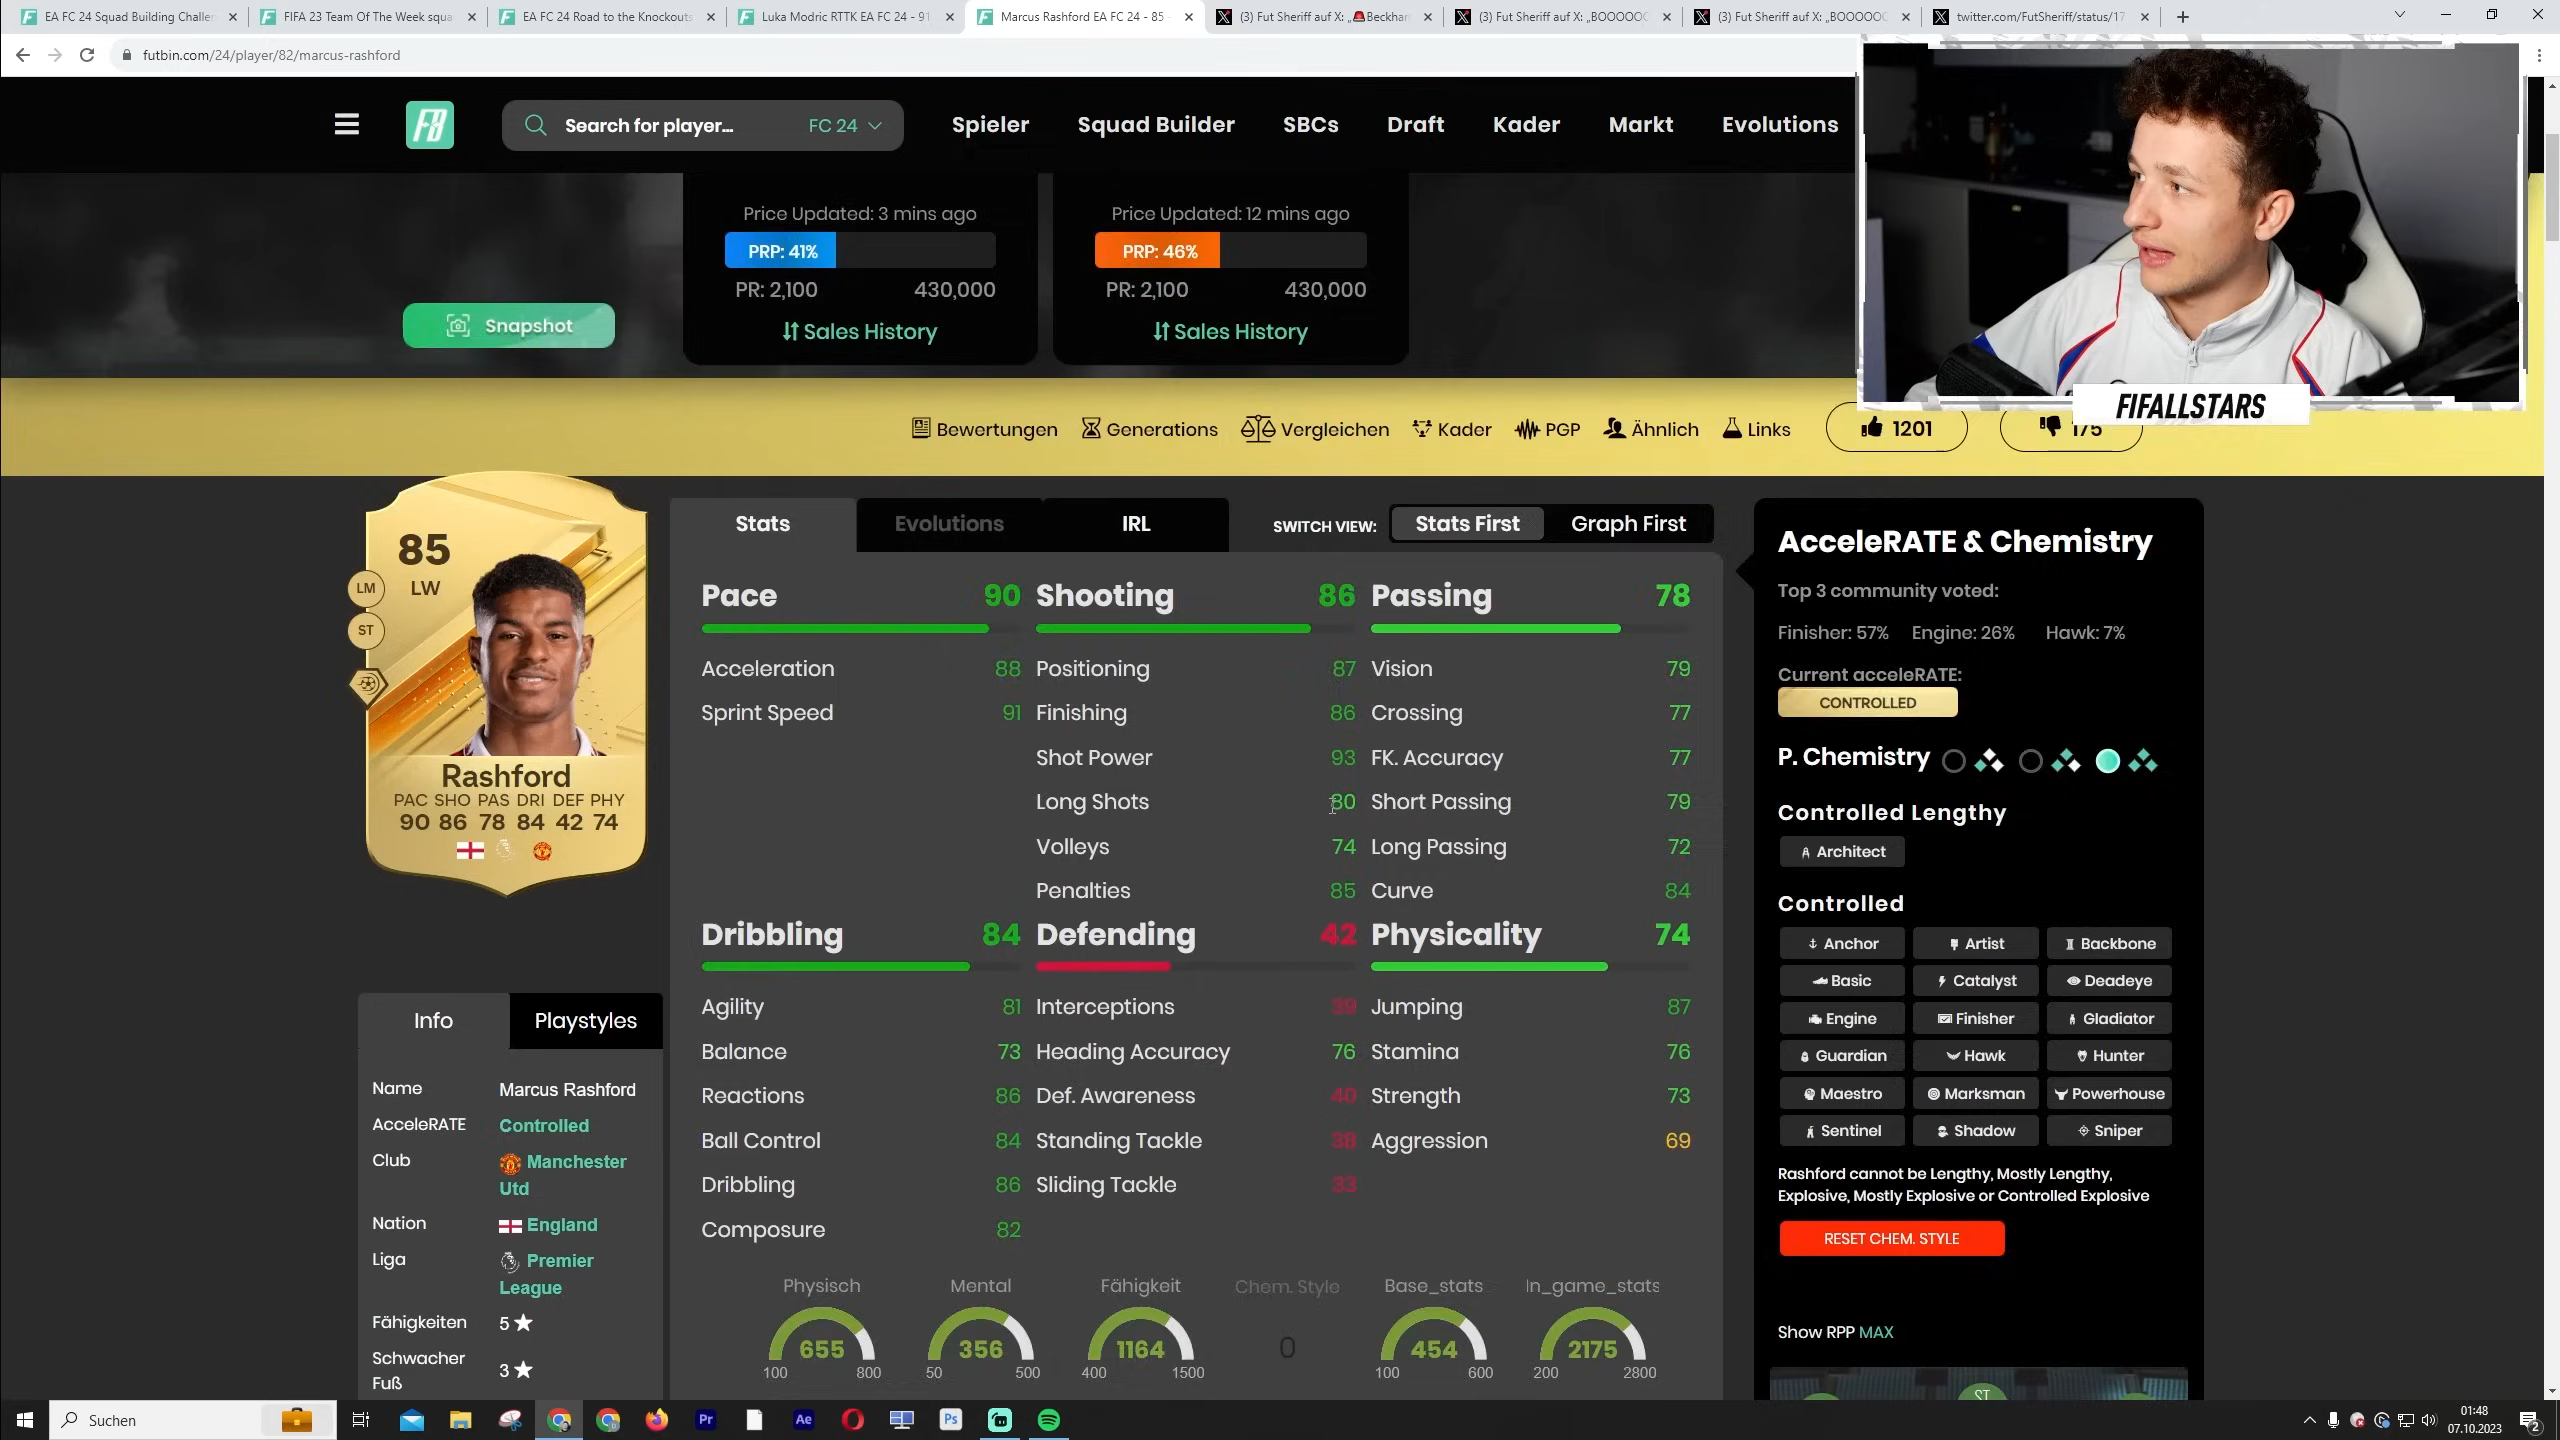 EA FC 24 Squad Building Challen
FIFA 23 Team Of The Week squa
EA FC 24 Road to the Knockouts
Luka Modric RTTK EA FC 24 - 91
Marcus Rashford EA FC 24 - 85 -
(3) Fut Sheriff auf X: „🚨Beckham
(3) Fut Sheriff auf X: „BOOOOOO
(3) Fut Sheriff auf X: „BOOOOOO
twitter.com/FutSheriff/status/17
futbin.com/24/player/82/marcus-rashford
Search for player... FC 24
Spieler Squad Builder SBCs Draft Kader Markt Evolutions
Price Updated: 3 mins ago Price Updated: 12 mins ago
PRP: 41% PRP: 46%
PR: 2,100 430,000 PR: 2,100 430,000
Snapshot
Sales History Sales History
FIFALLSTARS
Bewertungen Generations Vergleichen Kader PGP Ähnlich Links 1201 175
85
LW
LM
ST
Rashford
PAC SHO PAS DRI DEF PHY
90 86 78 84 42 74
Stats Evolutions IRL SWITCH VIEW: Stats First Graph First
Pace 90 Shooting 86 Passing 78
Acceleration 88 Positioning 87 Vision 79
Sprint Speed 91 Finishing 86 Crossing 77
Shot Power 93 FK. Accuracy 77
Long Shots 80 Short Passing 79
Volleys 74 Long Passing 72
Penalties 85 Curve 84
Dribbling 84 Defending 42 Physicality 74
Agility 81 Interceptions 39 Jumping 87
Balance 73 Heading Accuracy 76 Stamina 76
Reactions 86 Def. Awareness 40 Strength 73
Ball Control 84 Standing Tackle 38 Aggression 69
Dribbling 86 Sliding Tackle 33
Composure 82
Physisch Mental Fähigkeit Chem. Style Base_stats In_game_stats
655 356 1164 0 454 2175
100 800 50 500 400 1500 100 600 200 2800
Info Playstyles
Name Marcus Rashford
AcceleRATE Controlled
Club Manchester
Utd
Nation England
Liga Premier
League
Fähigkeiten 5
Schwacher
Fuß 3
AcceleRATE & Chemistry
Top 3 community voted:
Finisher: 57% Engine: 26% Hawk: 7%
Current acceleRATE:
CONTROLLED
P. Chemistry
Controlled Lengthy
Architect
Controlled
Anchor Artist Backbone
Basic Catalyst Deadeye
Engine Finisher Gladiator
Guardian Hawk Hunter
Maestro Marksman Powerhouse
Sentinel Shadow Sniper
Rashford cannot be Lengthy, Mostly Lengthy,
Explosive, Mostly Explosive or Controlled Explosive
RESET CHEM. STYLE
Show RPP MAX
ST
Suchen
Pr
Ae
Ps
01:48
07.10.2023
2